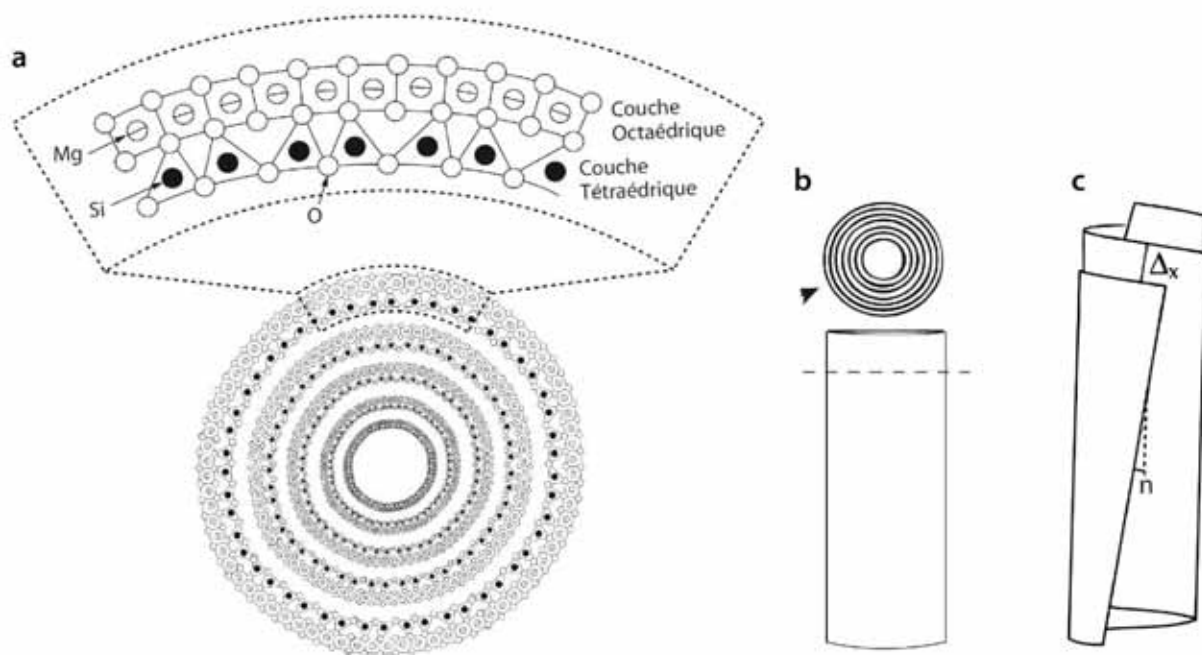 a
Couche
Octaédrique
Mg
Couche
Tétraédrique
Si
O
b
c
Δx
n